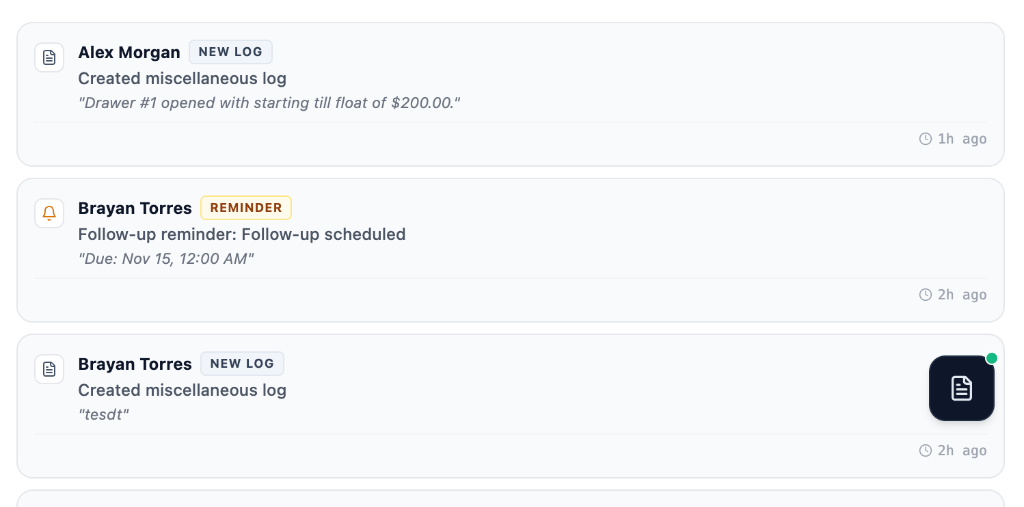 Alex Morgan NEW LOG
Created miscellaneous log
"Drawer #1 opened with starting till float of $200.00."
1h ago
Brayan Torres REMINDER
Follow-up reminder: Follow-up scheduled
"Due: Nov 15, 12:00 AM"
2h ago
Brayan Torres NEW LOG
Created miscellaneous log
"tesdt"
2h ago